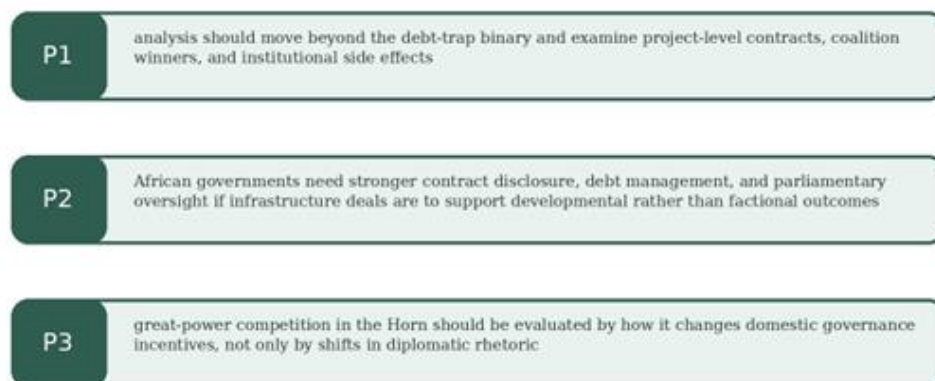 P1
analysis should move beyond the debt-trap binary and examine project-level contracts, coalition
winners, and institutional side effects
P2
African governments need stronger contract disclosure, debt management, and parliamentary
oversight if infrastructure deals are to support developmental rather than factional outcomes
P3
great-power competition in the Horn should be evaluated by how it changes domestic governance
incentives, not only by shifts in diplomatic rhetoric